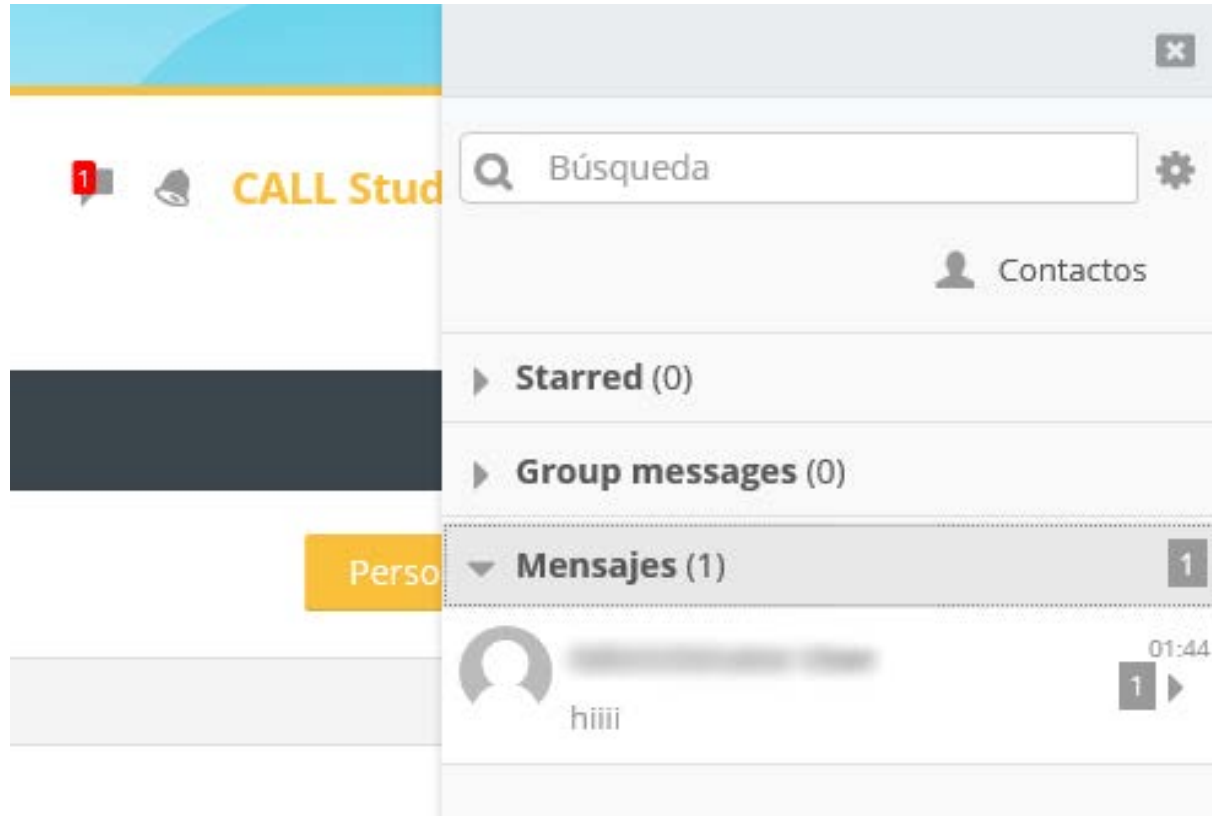 1
CALL Stud
Búsqueda
Contactos
Starred (0)
Group messages (0)
Perso
Mensajes (1)
1
01:44
1
hiiii